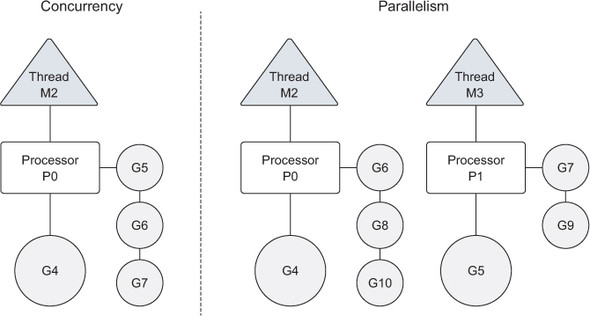 Concurrency
Thread
M2
Processor
P0
G5
G6
G7
G4
Parallelism
Thread
M2
Processor
P0
G6
G8
G10
G4
Thread
M3
Processor
P1
G7
G9
G5